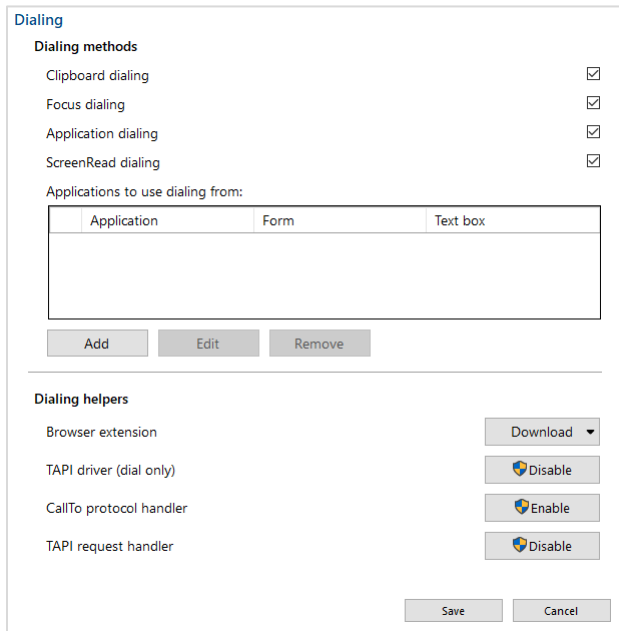 Dialing
Dialing methods
Clipboard dialing
Focus dialing
Application dialing
ScreenRead dialing
Applications to use dialing from:
Application Form Text box
Add Edit Remove
Dialing helpers
Browser extension Download
TAPI driver (dial only) Disable
CallTo protocol handler Enable
TAPI request handler Disable
Save Cancel